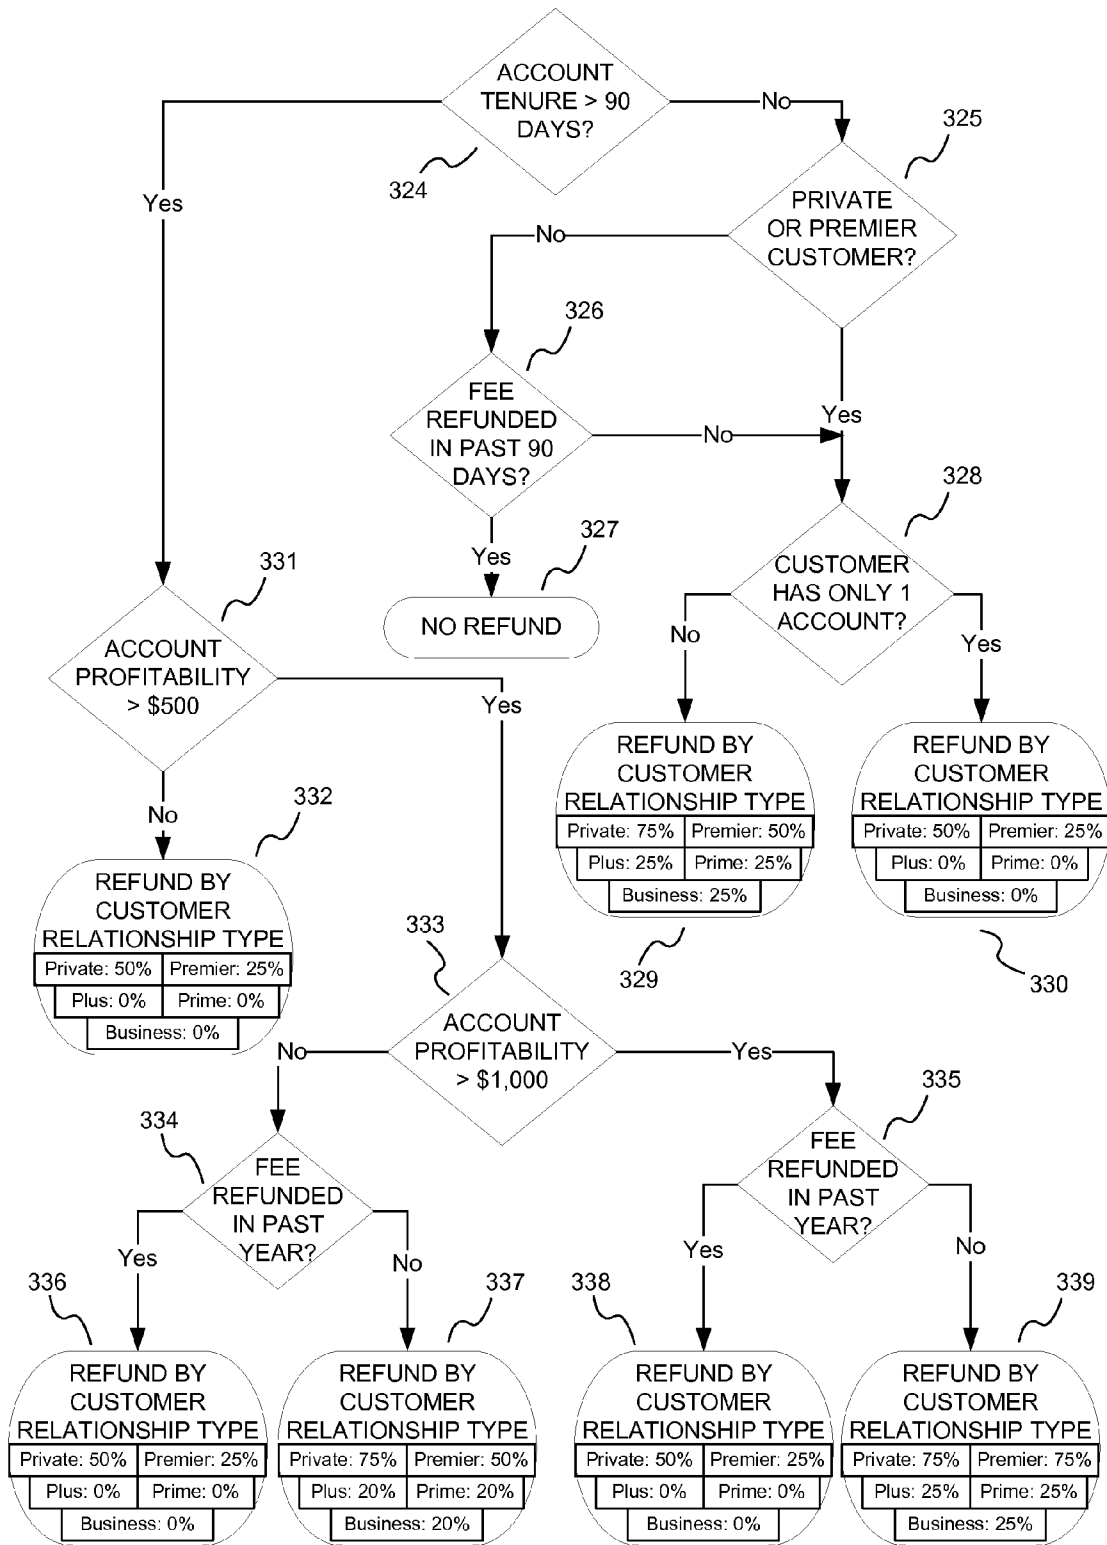 ACCOUNT
TENURE > 90
DAYS?
No
325
324
Yes
PRIVATE
OR PREMIER
CUSTOMER?
No
326
FEE
REFUNDED
IN PAST 90
DAYS?
No
Yes
328
327
Yes
331
CUSTOMER
HAS ONLY 1
ACCOUNT?
NO REFUND
No
Yes
ACCOUNT
PROFITABILITY
> $500
Yes
No
332
REFUND BY
CUSTOMER
RELATIONSHIP TYPE
Private: 75% Premier: 50%
Plus: 25% Prime: 25%
Business: 25%
329
REFUND BY
CUSTOMER
RELATIONSHIP TYPE
Private: 50% Premier: 25%
Plus: 0% Prime: 0%
Business: 0%
330
REFUND BY
CUSTOMER
RELATIONSHIP TYPE
Private: 50% Premier: 25%
Plus: 0% Prime: 0%
Business: 0%
333
ACCOUNT
PROFITABILITY
> $1,000
No
Yes
334
335
FEE
REFUNDED
IN PAST
YEAR?
Yes
No
FEE
REFUNDED
IN PAST
YEAR?
Yes
No
336
337
338
339
REFUND BY
CUSTOMER
RELATIONSHIP TYPE
Private: 50% Premier: 25%
Plus: 0% Prime: 0%
Business: 0%
REFUND BY
CUSTOMER
RELATIONSHIP TYPE
Private: 75% Premier: 50%
Plus: 20% Prime: 20%
Business: 20%
REFUND BY
CUSTOMER
RELATIONSHIP TYPE
Private: 50% Premier: 25%
Plus: 0% Prime: 0%
Business: 0%
REFUND BY
CUSTOMER
RELATIONSHIP TYPE
Private: 75% Premier: 75%
Plus: 25% Prime: 25%
Business: 25%